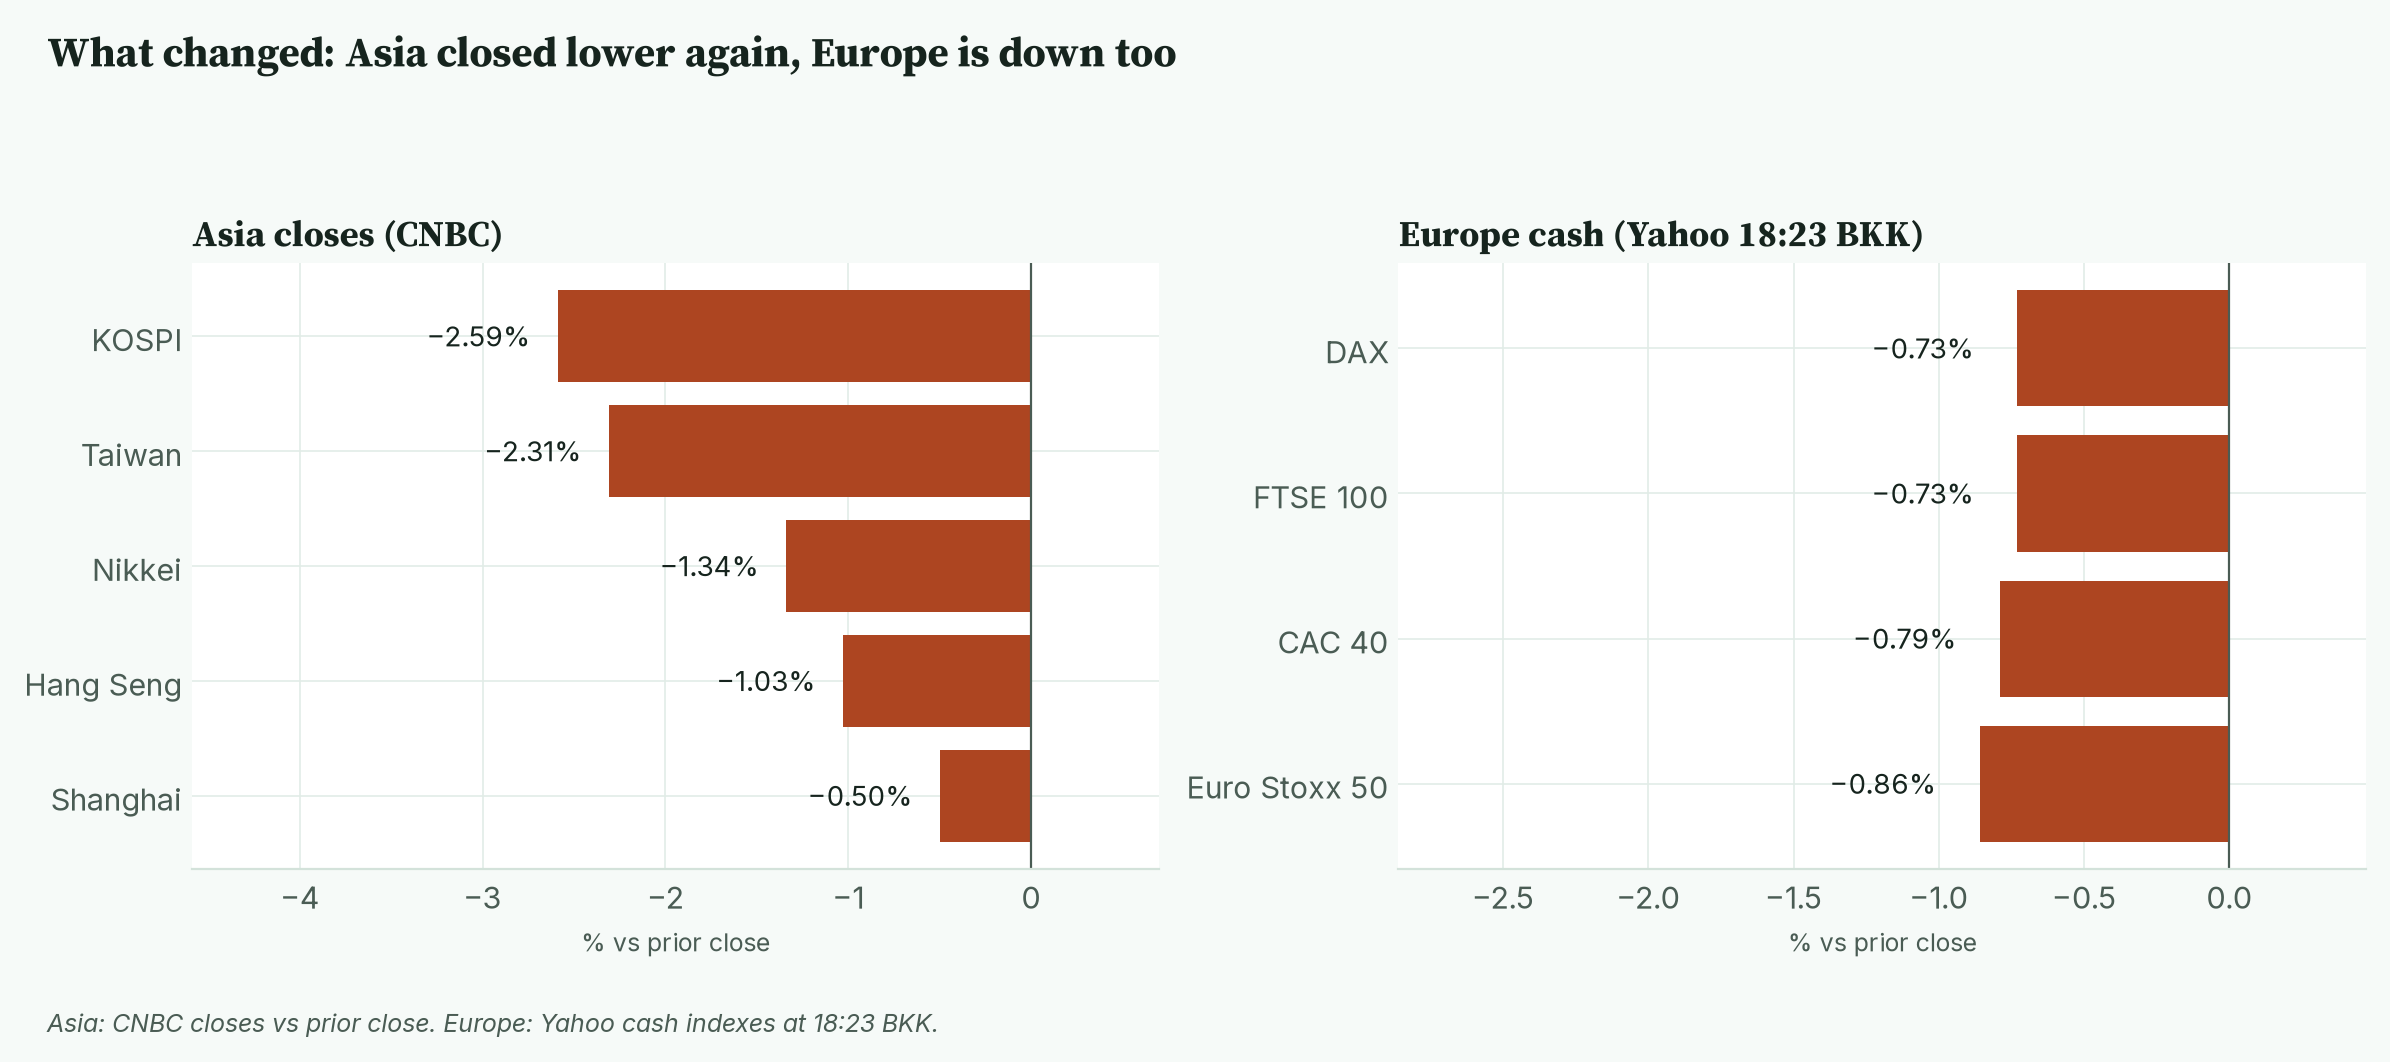 What changed: Asia closed lower again, Europe is down too
Asia closes (CNBC)
KOSPI
−2.59%
Taiwan
−2.31%
Nikkei
−1.34%
Hang Seng
−1.03%
Shanghai
−0.50%
−4 −3 −2 −1 0
% vs prior close
Europe cash (Yahoo 18:23 BKK)
DAX
−0.73%
FTSE 100
−0.73%
CAC 40
−0.79%
Euro Stoxx 50
−0.86%
−2.5 −2.0 −1.5 −1.0 −0.5 0.0
% vs prior close
Asia: CNBC closes vs prior close. Europe: Yahoo cash indexes at 18:23 BKK.